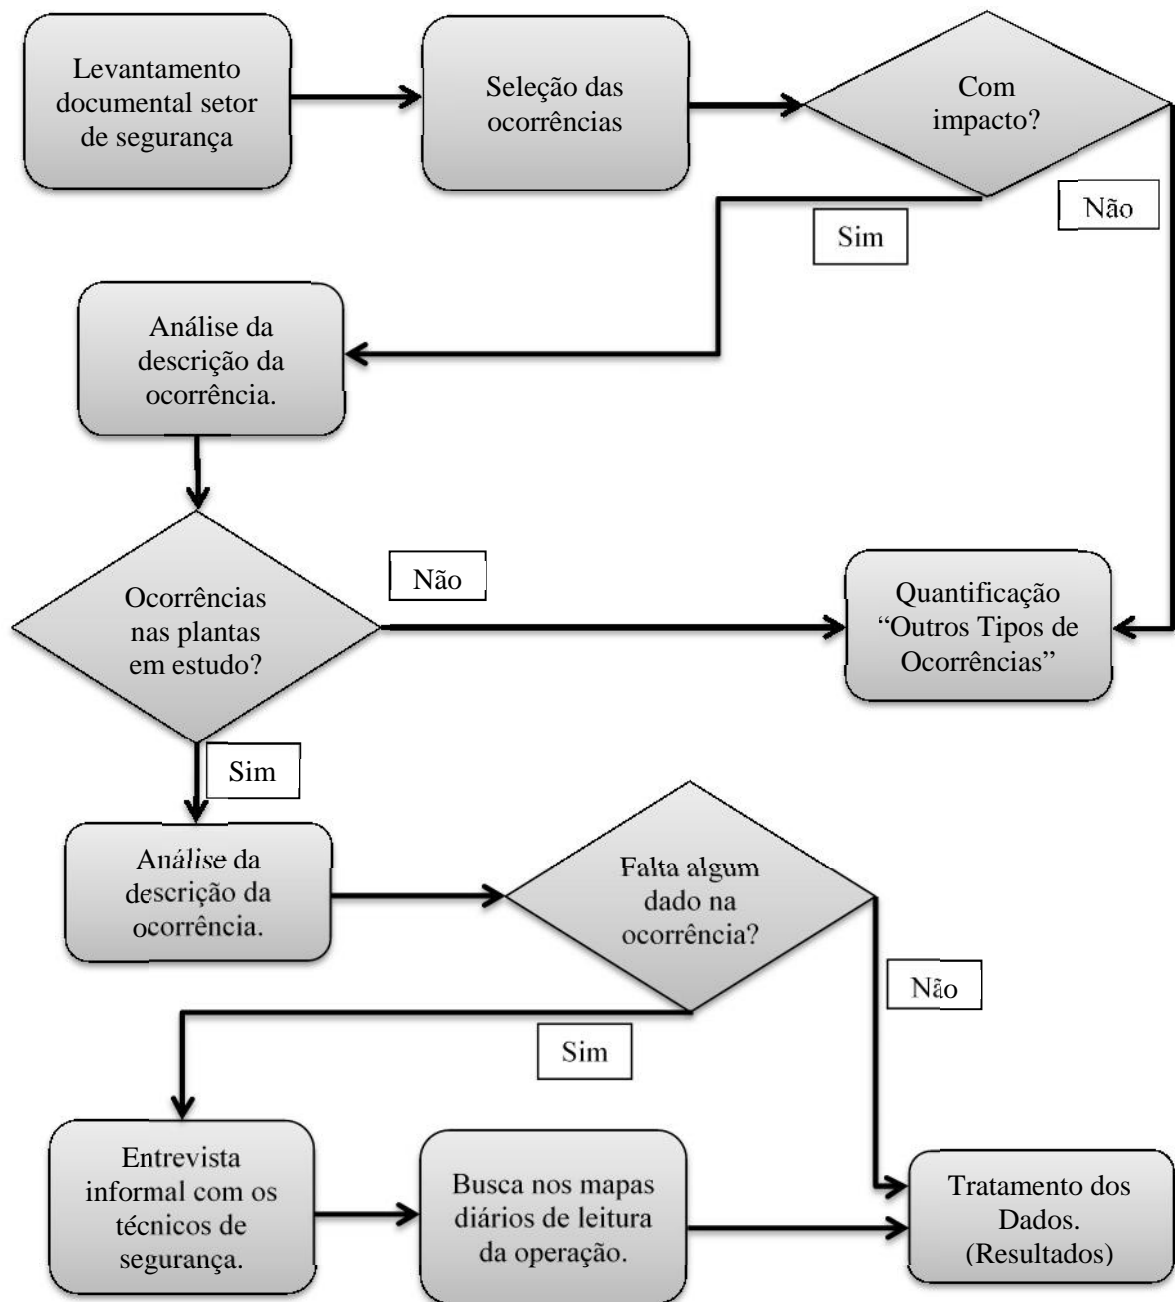 Levantamento
documental setor
de segurança
Seleção das
ocorrências
Com
impacto?
Não
Sim
Análise da
descrição da
ocorrência.
Ocorrências
nas plantas
em estudo?
Não
Quantificação
“Outros Tipos de
Ocorrências”
Sim
Análise da
descrição da
ocorrência.
Falta algum
dado na
ocorrência?
Não
Sim
Entrevista
informal com os
técnicos de
segurança.
Busca nos mapas
diários de leitura
da operação.
Tratamento dos
Dados.
(Resultados)